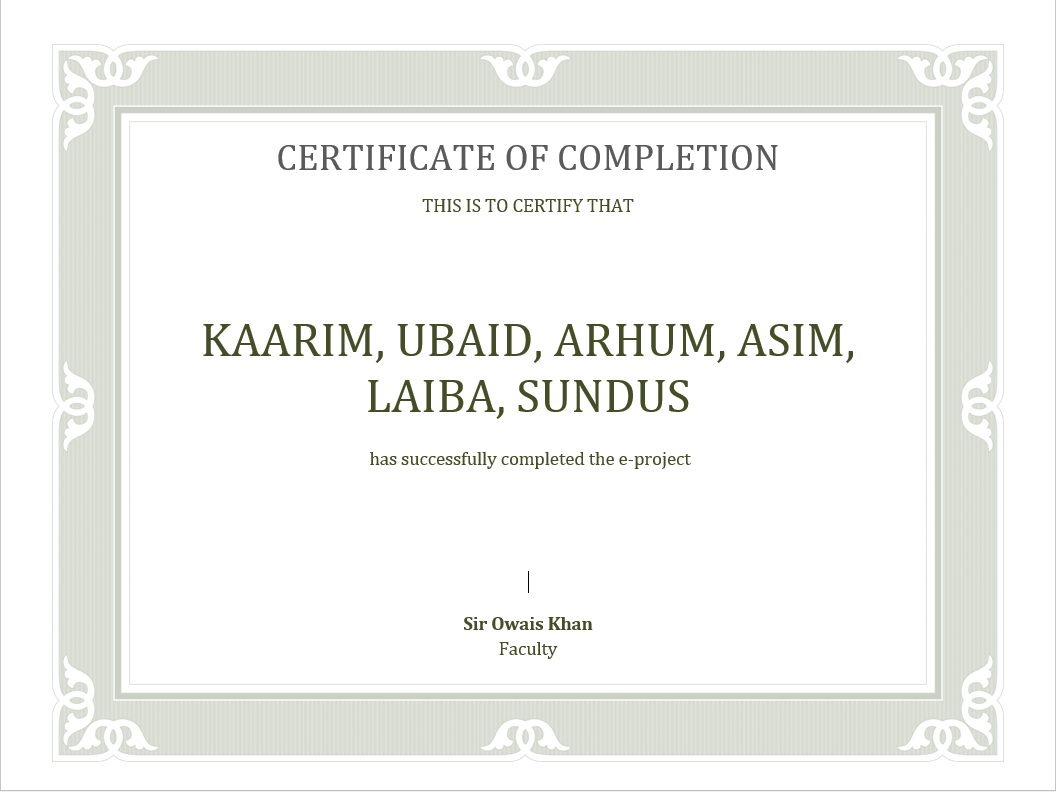 CERTIFICATE OF COMPLETION
THIS IS TO CERTIFY THAT
KAARIM, UBAID, ARHUM, ASIM,
LAIBA, SUNDUS
has successfully completed the e-project
Sir Owais Khan
Faculty